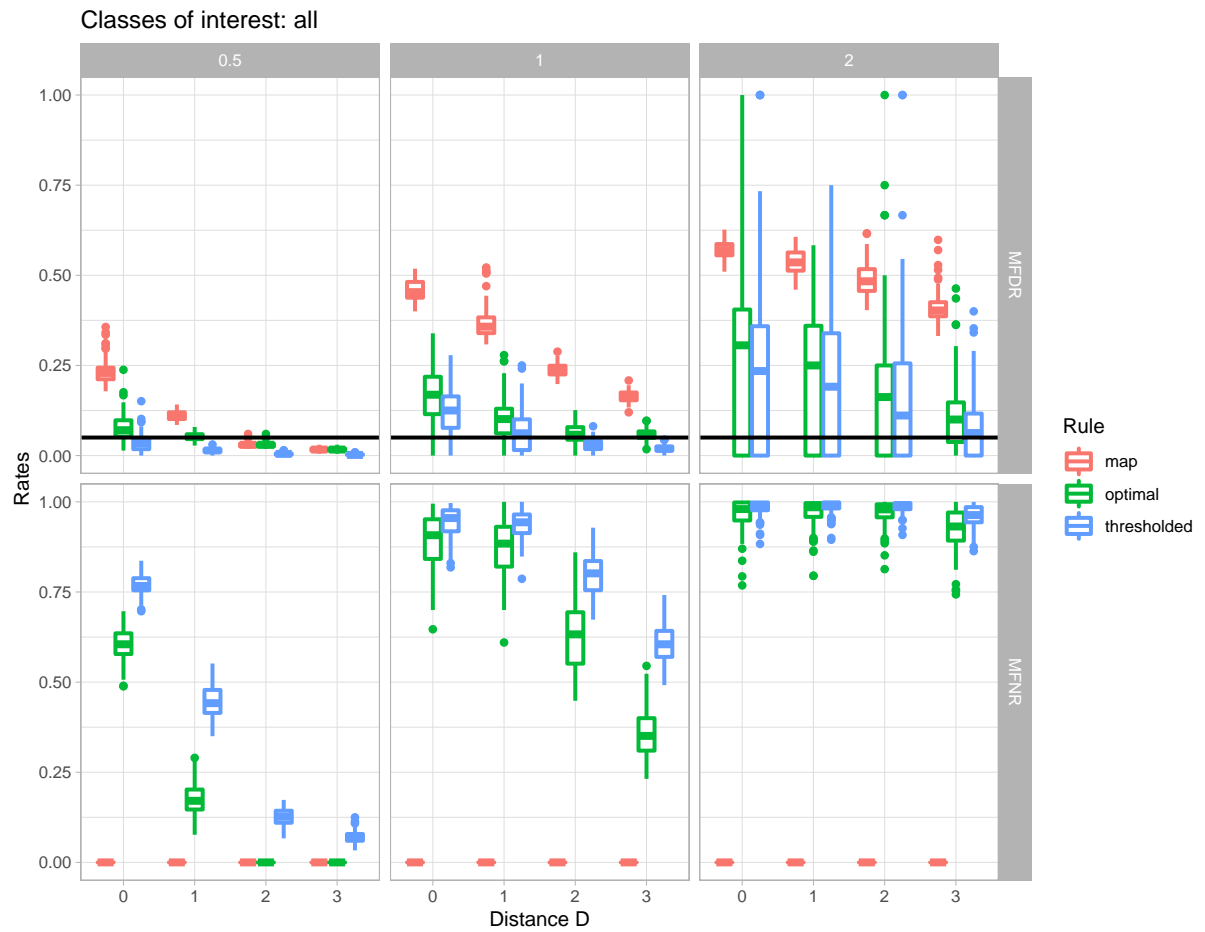 Classes of interest: all
0.5
1
2
1.00
0.75
0.50
0.25
0.00
MFDR
1.00
0.75
0.50
0.25
0.00
MFNR
Rates
0
1
2
3
0
1
2
3
0
1
2
3
Distance D
Rule
map
optimal
thresholded